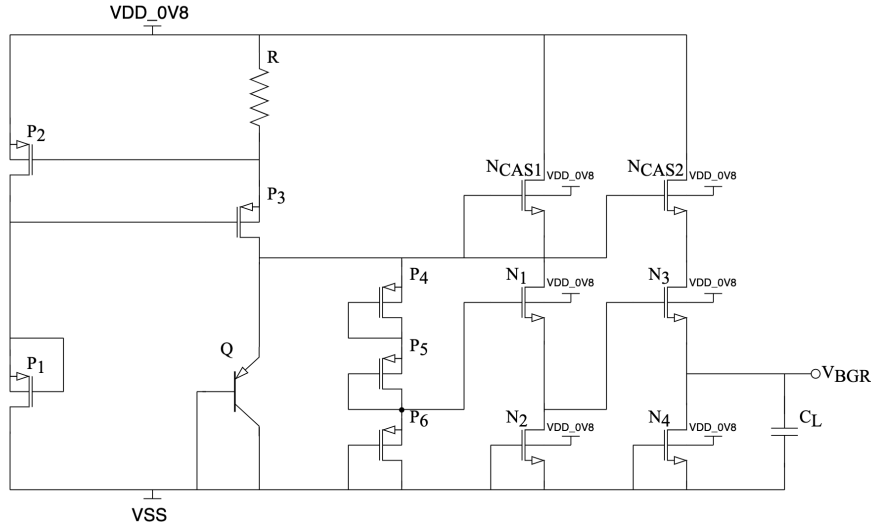 VDD_0V8
R
P2
NCAS1
VDD_0V8
NCAS2
VDD_0V8
P3
P4
N1
VDD_0V8
N3
VDD_0V8
Q
P5
P1
VBGR
P6
N2
VDD_0V8
N4
VDD_0V8
CL
VSS